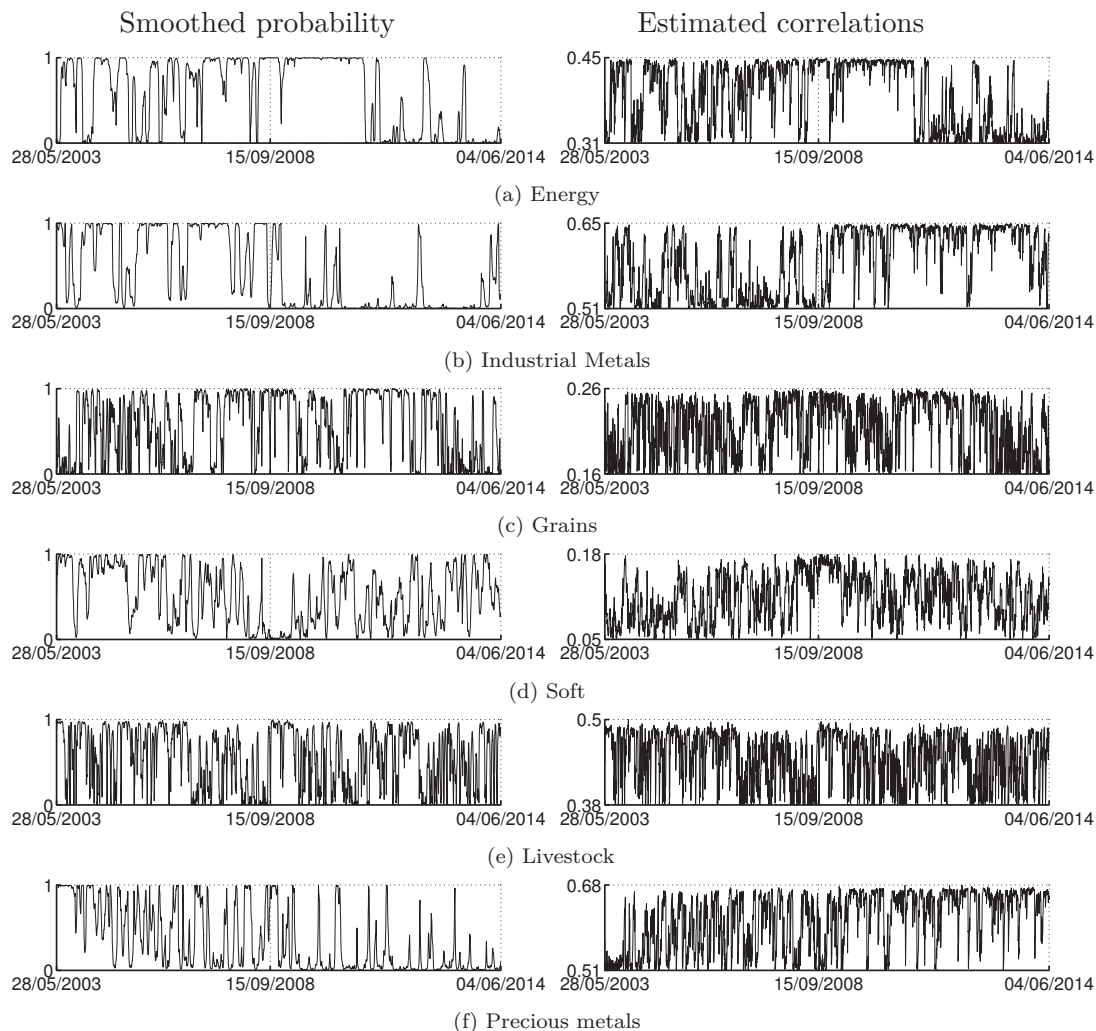 Smoothed probability Estimated correlations
1 0.45
0 0.31
28/05/2003 15/09/2008 04/06/2014 28/05/2003 15/09/2008 04/06/2014
(a) Energy
1 0.65
0 0.51
28/05/2003 15/09/2008 04/06/2014 28/05/2003 15/09/2008 04/06/2014
(b) Industrial Metals
1 0.26
0 0.16
28/05/2003 15/09/2008 04/06/2014 28/05/2003 15/09/2008 04/06/2014
(c) Grains
1 0.18
0 0.05
28/05/2003 15/09/2008 04/06/2014 28/05/2003 15/09/2008 04/06/2014
(d) Soft
1 0.5
0 0.38
28/05/2003 15/09/2008 04/06/2014 28/05/2003 15/09/2008 04/06/2014
(e) Livestock
1 0.68
0 0.51
28/05/2003 15/09/2008 04/06/2014 28/05/2003 15/09/2008 04/06/2014
(f) Precious metals